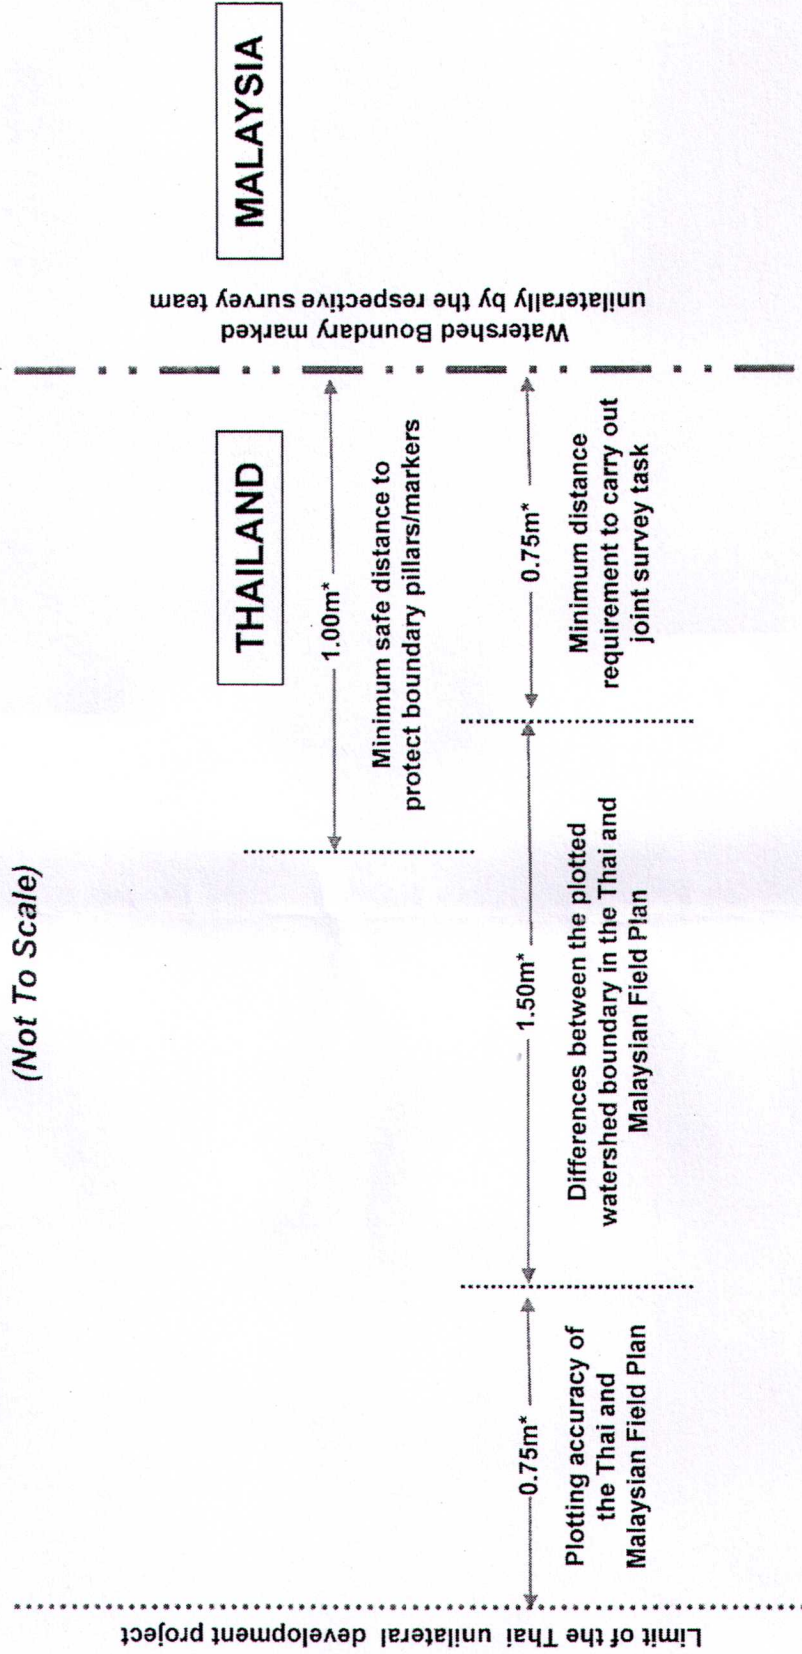 (Not To Scale)
Limit of the Thai unilateral development project
THAILAND
MALAYSIA
Watershed Boundary marked
unilaterally by the respective survey team
1.00m*
Minimum safe distance to
protect boundary pillars/markers
0.75m*
Plotting accuracy of
the Thai and
Malaysian Field Plan
1.50m*
Differences between the plotted
watershed boundary in the Thai and
Malaysian Field Plan
0.75m*
Minimum distance
requirement to carry out
joint survey task